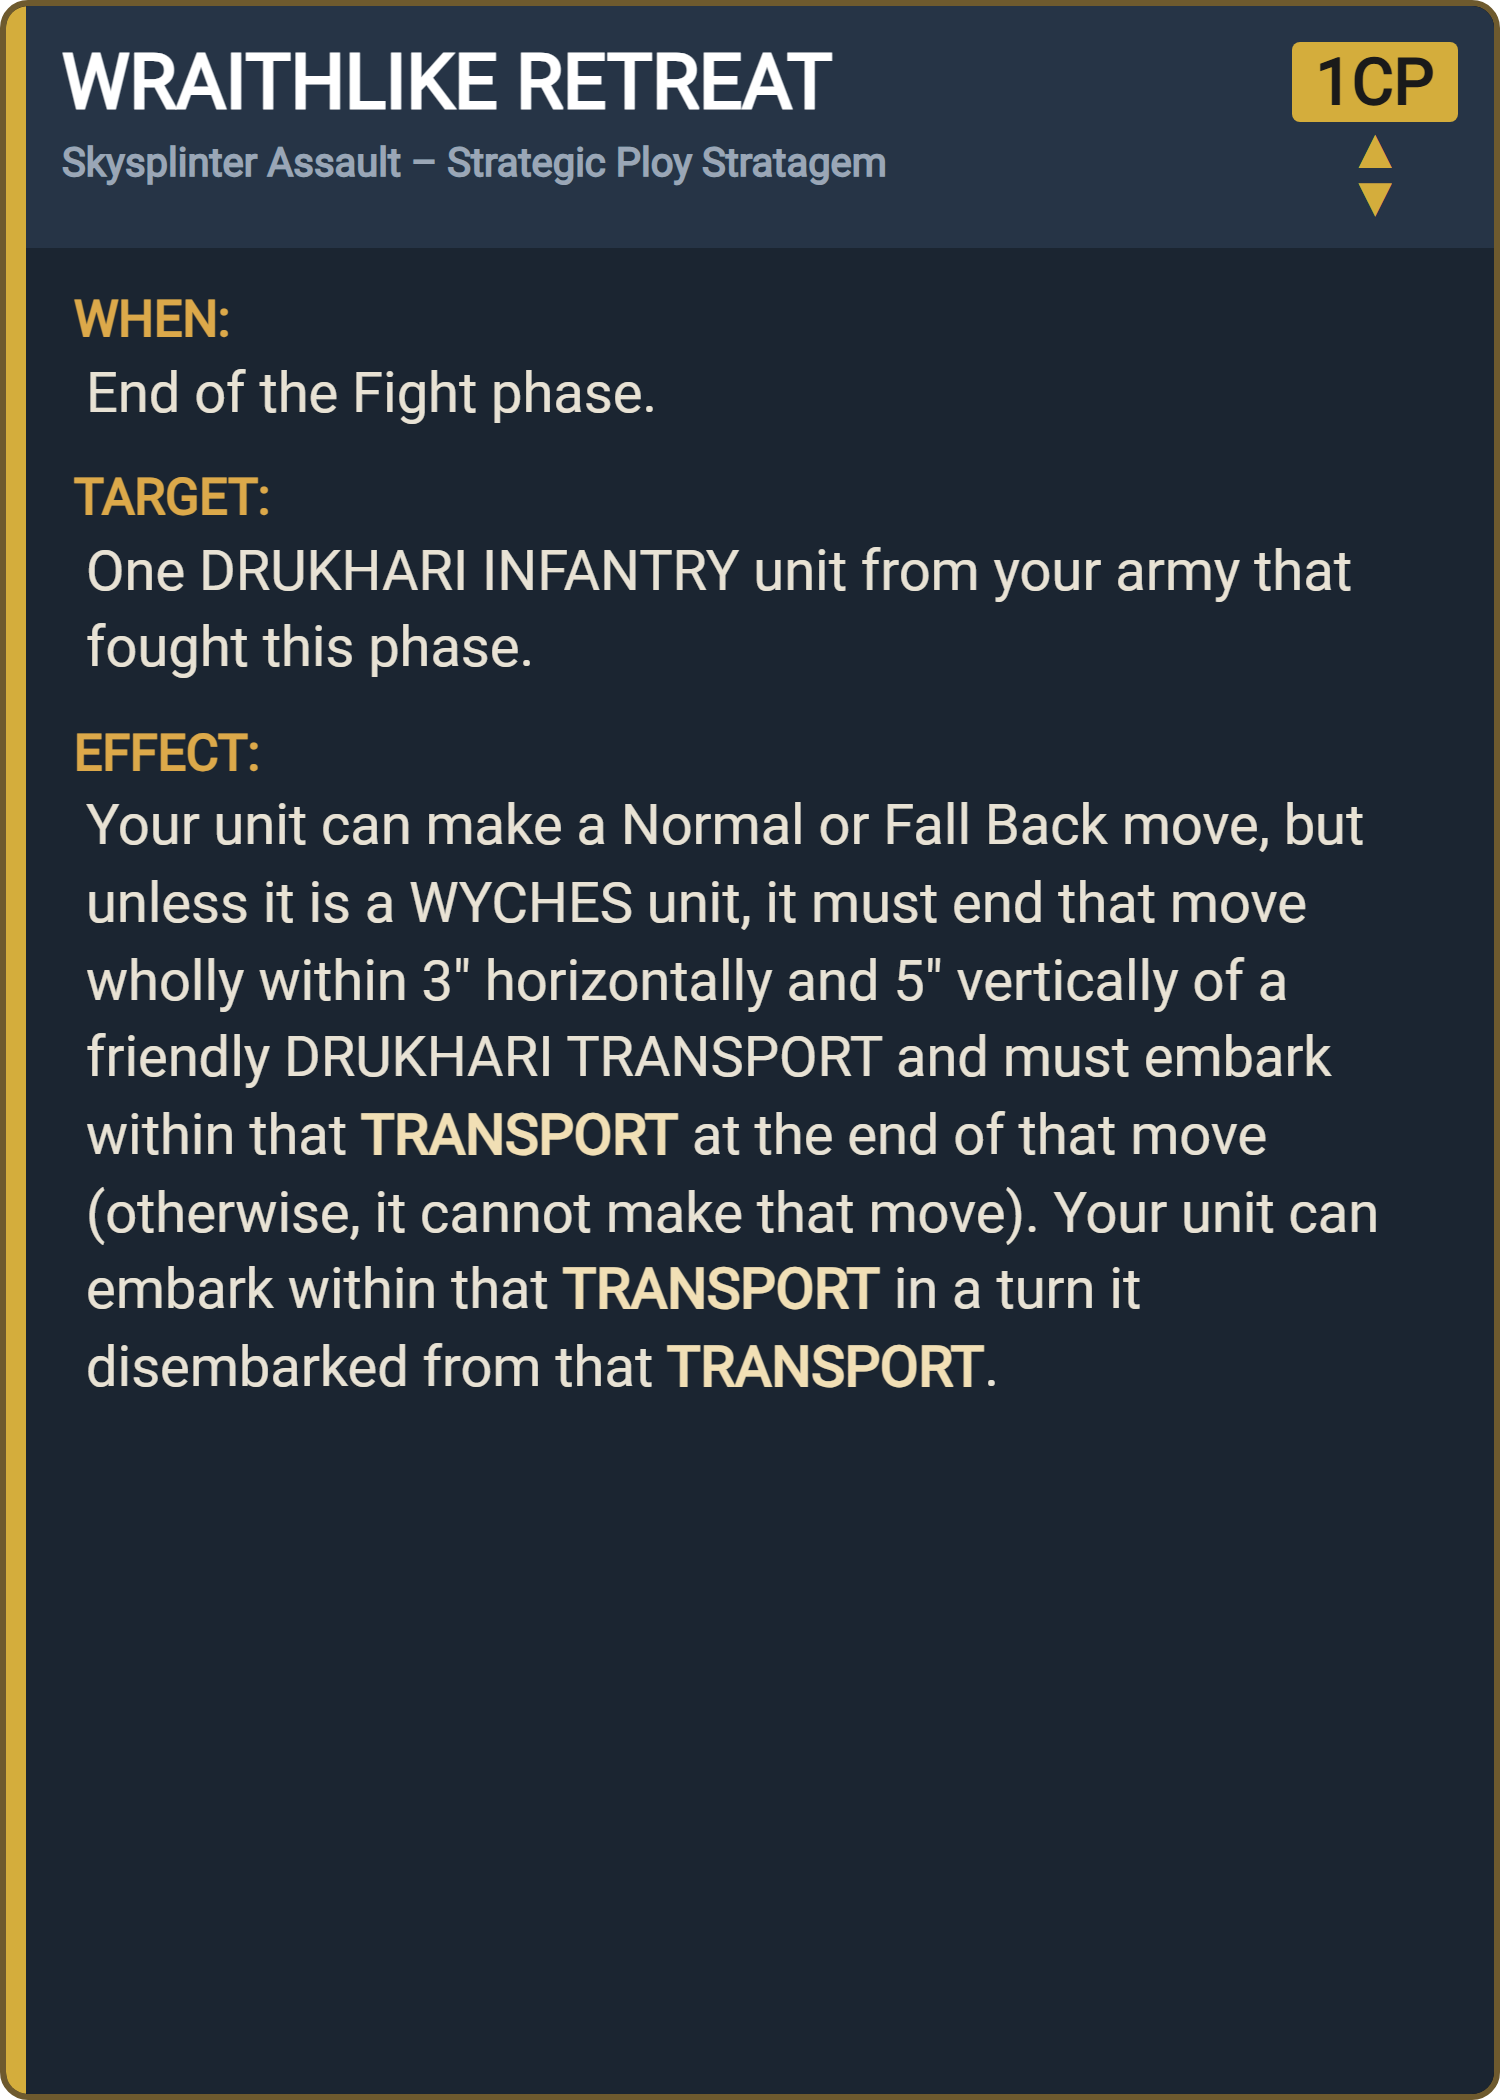 WRAITHLIKE RETREAT
1CP
Skysplinter Assault – Strategic Ploy Stratagem
WHEN:
End of the Fight phase.
TARGET:
One DRUKHARI INFANTRY unit from your army that
fought this phase.
EFFECT:
Your unit can make a Normal or Fall Back move, but
unless it is a WYCHES unit, it must end that move
wholly within 3" horizontally and 5" vertically of a
friendly DRUKHARI TRANSPORT and must embark
within that TRANSPORT at the end of that move
(otherwise, it cannot make that move). Your unit can
embark within that TRANSPORT in a turn it
disembarked from that TRANSPORT.